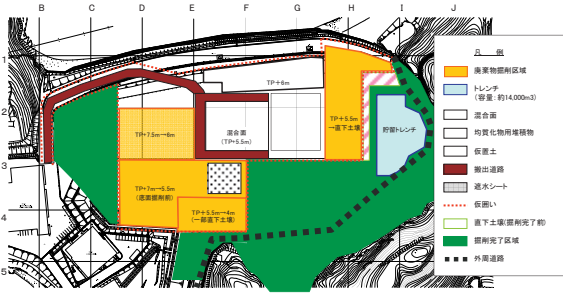 B C D E F G H I J
1
2
3
4
5
TP+6m
TP+5.5m
→直下土壌
TP+7.5m→6m
混合面
(TP+5.5m)
貯留トレンチ
TP+7m→5.5m
(底面掘削前)
TP+5.5m→4m
(一部直下土壌)
凡 例
廃棄物掘削区域
トレンチ
(容量:約14,000m3)
混合面
均質化物用堆積物
仮置土
搬出道路
遮水シート
仮囲い
直下土壌(掘削完了前)
掘削完了区域
外周道路